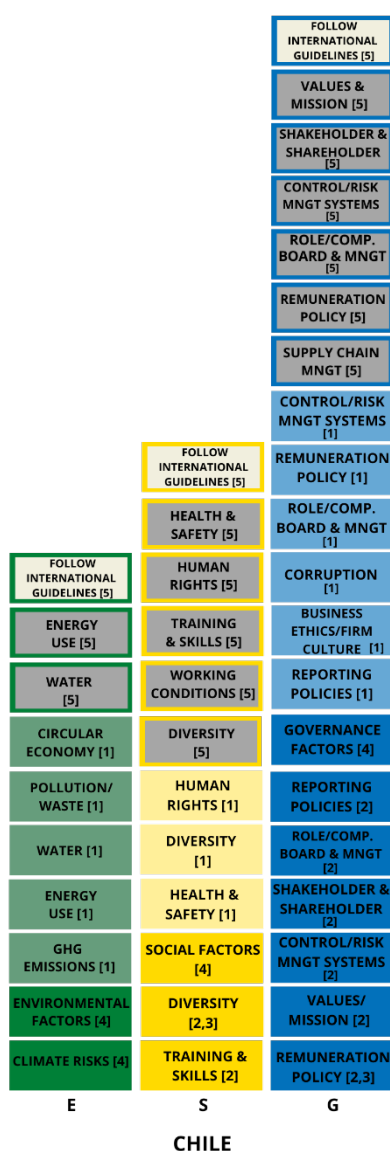 FOLLOW
INTERNATIONAL
GUIDELINES [5]
VALUES &
MISSION [5]
SHAKEHOLDER &
SHAREHOLDER
[5]
CONTROL/RISK
MNGT SYSTEMS
[5]
ROLE/COMP.
BOARD & MNGT
[5]
REMUNERATION
POLICY [5]
SUPPLY CHAIN
MNGT [5]
CONTROL/RISK
MNGT SYSTEMS
[1]
REMUNERATION
POLICY [1]
ROLE/COMP.
BOARD & MNGT
[1]
CORRUPTION
[1]
BUSINESS
ETHICS/FIRM
CULTURE [1]
REPORTING
POLICIES [1]
GOVERNANCE
FACTORS [4]
REPORTING
POLICIES [2]
ROLE/COMP.
BOARD & MNGT
[2]
SHAKEHOLDER &
SHAREHOLDER
[2]
CONTROL/RISK
MNGT SYSTEMS
[2]
VALUES/
MISSION [2]
REMUNERATION
POLICY [2,3]
G
FOLLOW
INTERNATIONAL
GUIDELINES [5]
HEALTH &
SAFETY [5]
HUMAN
RIGHTS [5]
TRAINING
& SKILLS [5]
WORKING
CONDITIONS [5]
DIVERSITY
[5]
HUMAN
RIGHTS [1]
DIVERSITY
[1]
HEALTH &
SAFETY [1]
SOCIAL FACTORS
[4]
DIVERSITY
[2,3]
TRAINING &
SKILLS [2]
S
FOLLOW
INTERNATIONAL
GUIDELINES [5]
ENERGY
USE [5]
WATER
[5]
CIRCULAR
ECONOMY [1]
POLLUTION/
WASTE [1]
WATER [1]
ENERGY
USE [1]
GHG
EMISSIONS [1]
ENVIRONMENTAL
FACTORS [4]
CLIMATE RISKS [4]
E
CHILE